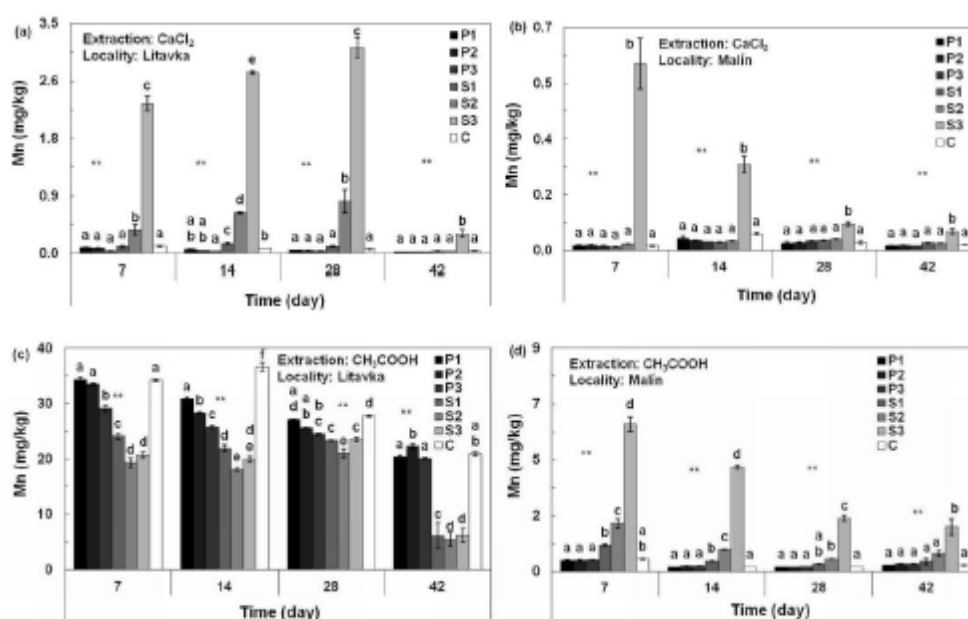 (a)
3.5
2.6
1.8
0.9
0.0
Mn (mg/kg)
Extraction: CaCl2
Locality: Litavka
P1
P2
P3
S1
S2
S3
C
** ** ** **
a a a a b c a
a a b b a c d e b
a a a a b c a
a a a a a b a
7 14 28 42
Time (day)
(b)
0.7
0.5
0.4
0.2
0.0
Mn (mg/kg)
Extraction: CaCl2
Locality: Malín
P1
P2
P3
S1
S2
S3
C
** ** ** **
a a a a a b a
a a a a a b a
a a a a a b a
a a a a a b a
7 14 28 42
Time (day)
(c)
40
30
20
10
0
Mn (mg/kg)
Extraction: CH3COOH
Locality: Litavka
P1
P2
P3
S1
S2
S3
C
** ** ** **
a a b c d d a
a b c d e d e f
a d a b b c c e c d
a b a c d d a b
7 14 28 42
Time (day)
(d)
9
7
5
2
0
Mn (mg/kg)
Extraction: CH3COOH
Locality: Malín
P1
P2
P3
S1
S2
S3
C
** ** ** **
a a a b c d a b
a a a b c d a
a a a a b b c a
a a a a a b a
7 14 28 42
Time (day)